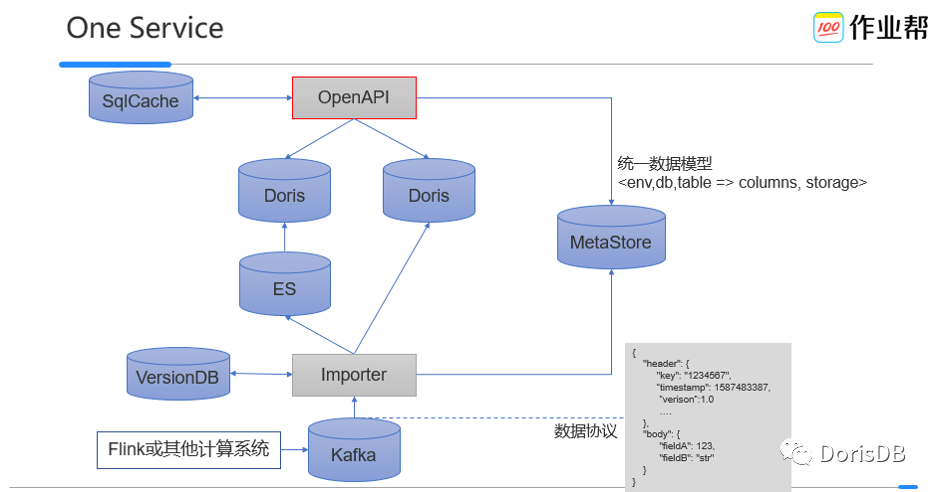 One Service
100 作业帮
SqlCache
OpenAPI
统一数据模型
<env,db,table => columns, storage>
Doris
Doris
MetaStore
ES
VersionDB
Importer
{
"header": {
"key": "1234567",
"timestamp": 1587483387,
"verison":1.0
....
},
"body": {
"fieldA": 123,
"fieldB": "str"
}
}
数据协议
Flink或其他计算系统
Kafka
DorisDB